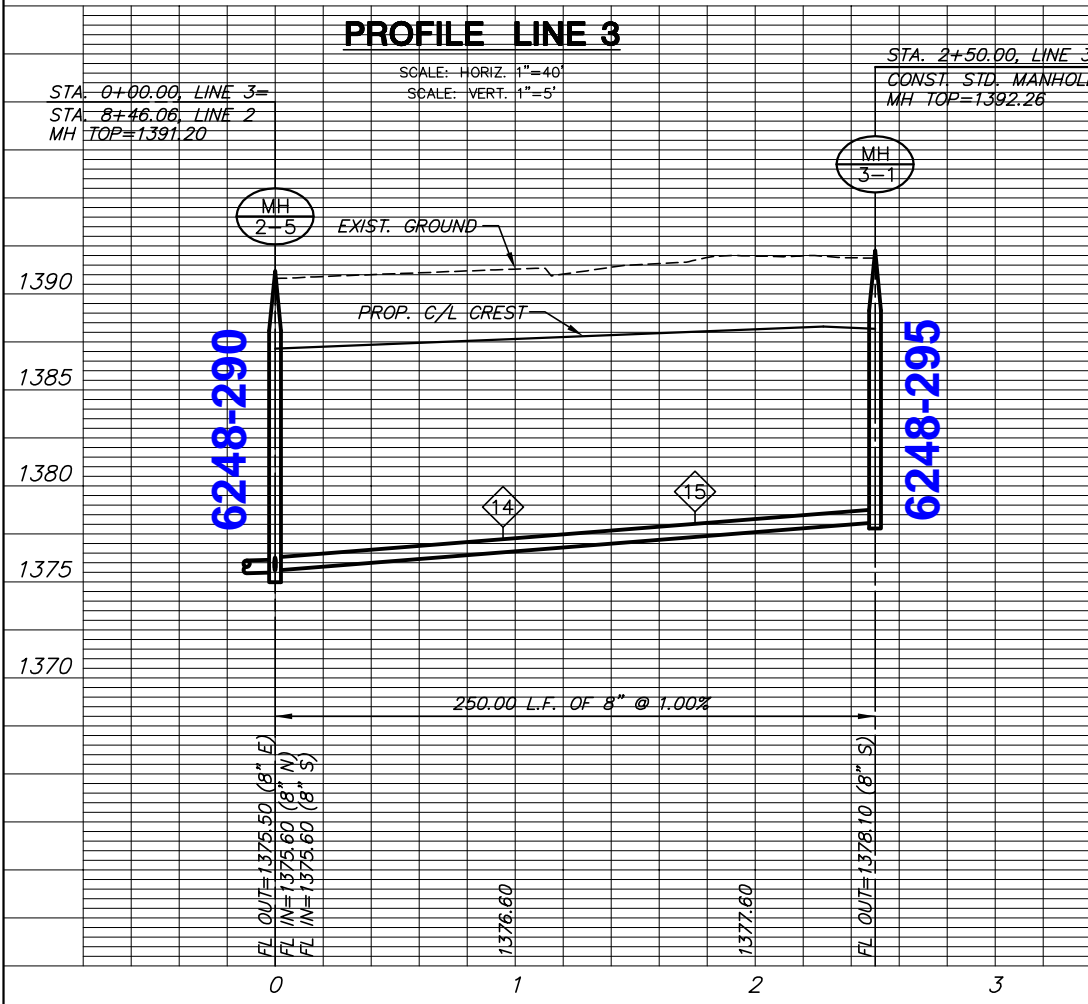 PROFILE LINE 3
SCALE: HORIZ. 1"=40'
SCALE: VERT. 1"=5'
STA. 0+00.00, LINE 3=
STA. 8+46.06, LINE 2
MH TOP=1391.20
STA. 2+50.00, LINE 3
CONST. STD. MANHOL
MH TOP=1392.26
MH
2-5
MH
3-1
EXIST. GROUND
PROP. C/L CREST
1390
1385
1380
1375
1370
6248-290
6248-295
14
15
250.00 L.F. OF 8" @ 1.00%
FL OUT=1375.50 (8" E)
FL IN=1375.60 (8" N)
FL IN=1375.60 (8" S)
1376.60
1377.60
FL OUT=1378.10 (8" S)
0
1
2
3